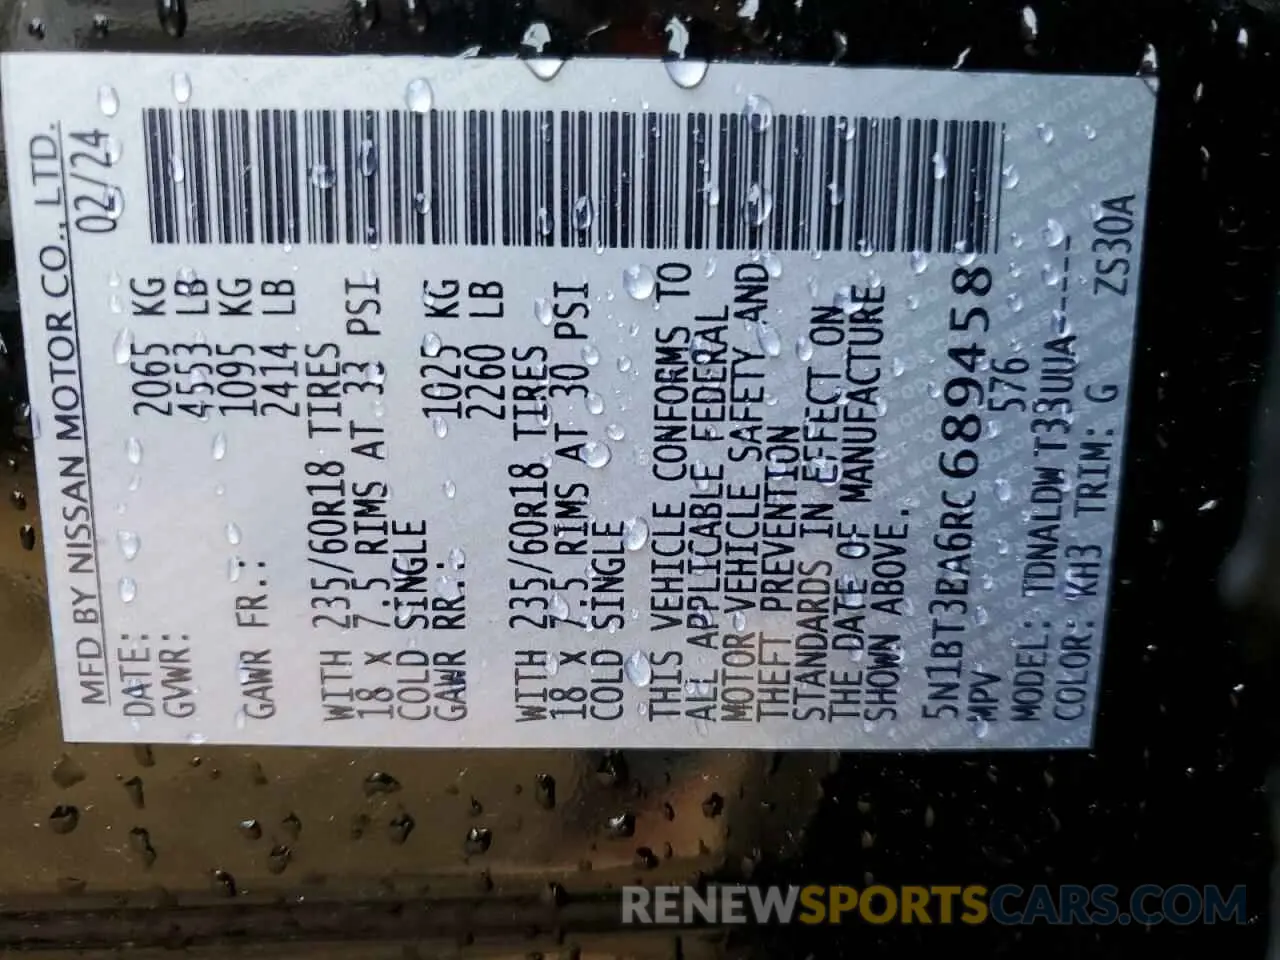 MFD BY NISSAN MOTOR CO., LTD.
DATE: 02/24
GVWR: 2065 KG
4553 LB
1095 KG
GAWR FR.: 2414 LB
WITH 235/60R18 TIRES
18 X 7.5 RIMS AT 33 PSI
COLD SINGLE
GAWR RR.: 1025 KG
2260 LB
WITH 235/60R18 TIRES
18 X 7.5 RIMS AT 30 PSI
COLD SINGLE
THIS VEHICLE CONFORMS TO
ALL APPLICABLE FEDERAL
MOTOR VEHICLE SAFETY AND
THEFT PREVENTION
STANDARDS IN EFFECT ON
THE DATE OF MANUFACTURE
SHOWN ABOVE.
5N1BT3BA6RC689458
MPV 576
MODEL: TDNALDWT33UUA-----
COLOR: KH3 TRIM: G ZS30A
RENEWSPORTSCARS.COM